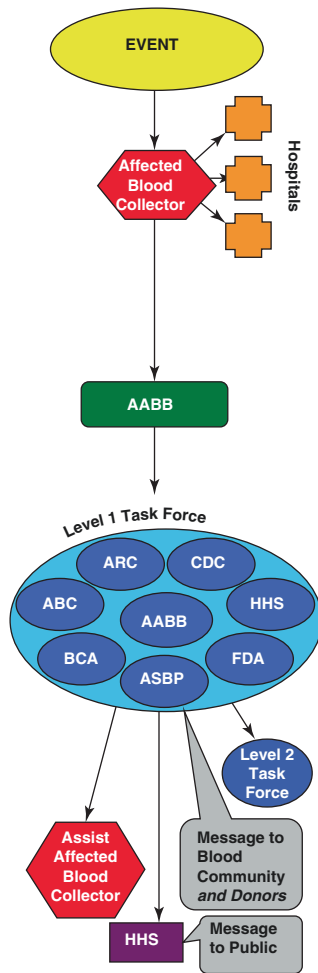 EVENT
Affected
Blood
Collector
Hospitals
AABB
Level 1 Task Force
ARC
CDC
ABC
AABB
HHS
BCA
ASBP
FDA
Level 2
Task
Force
Assist
Affected
Blood
Collector
Message to
Blood
Community
and Donors
HHS
Message
to Public